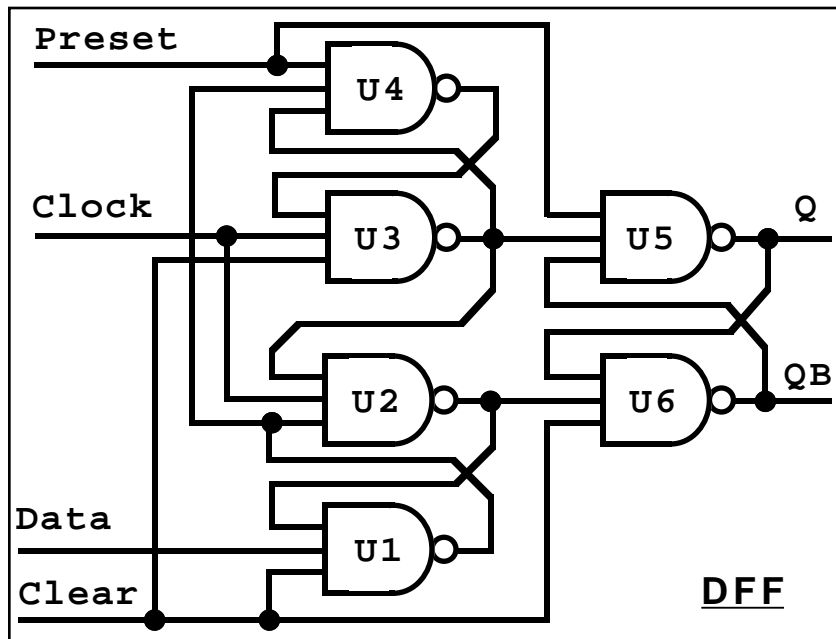 Preset
U4
Clock
U3
U5
Q
U2
U6
QB
Data
U1
Clear
DFF